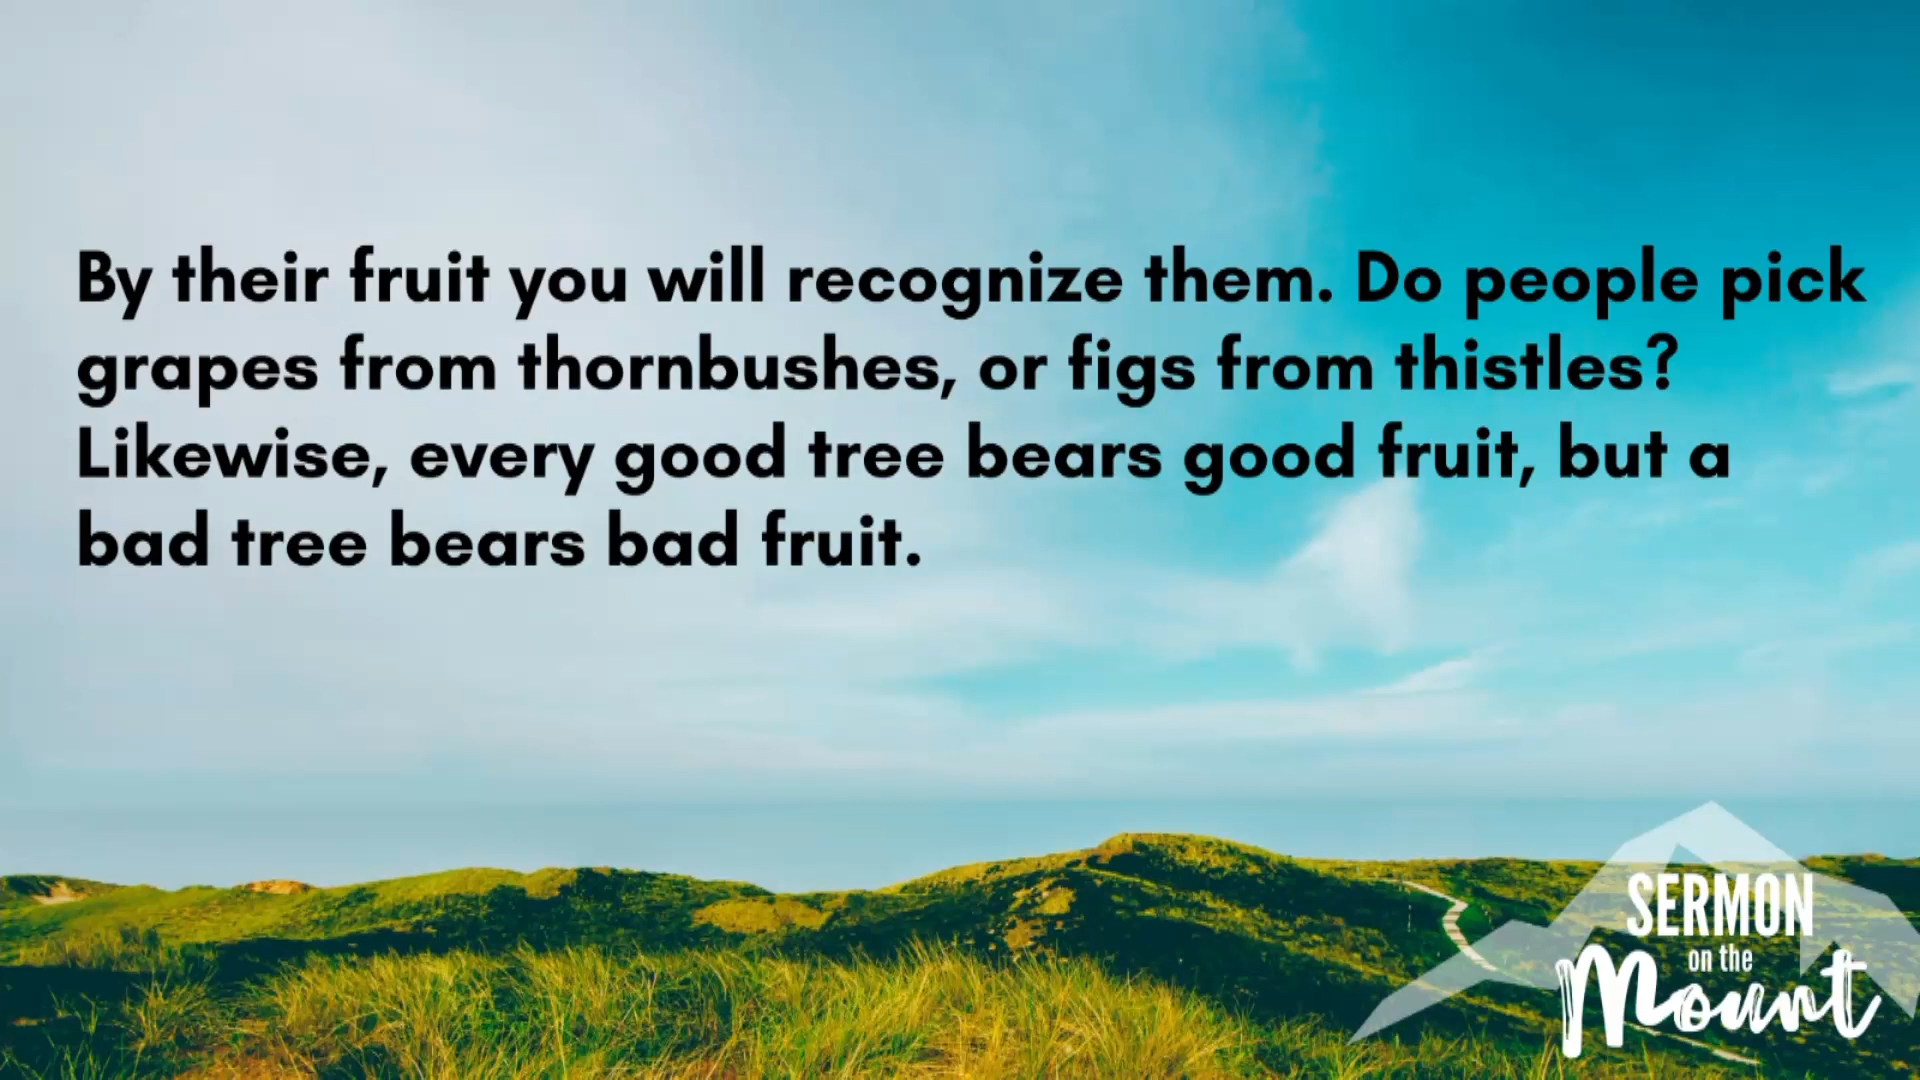 By their fruit you will recognize them. Do people pick
grapes from thornbushes, or figs from thistles?
Likewise, every good tree bears good fruit, but a
bad tree bears bad fruit.
SERMON
on the
Mount